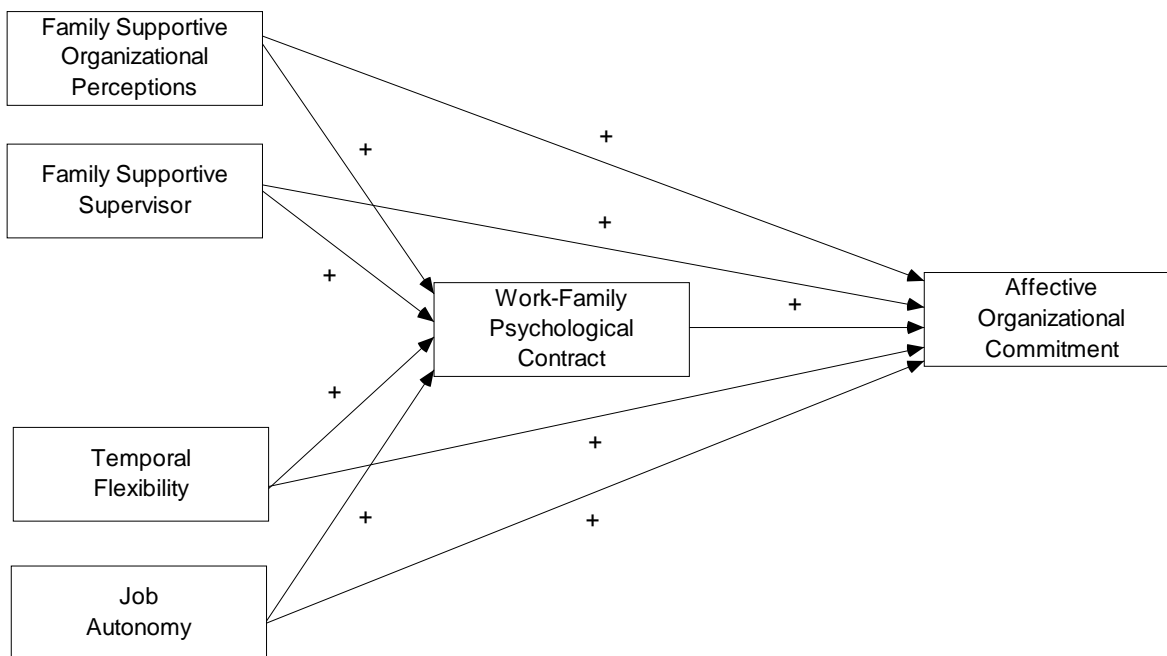 Family Supportive
Organizational
Perceptions
+
+
Family Supportive
Supervisor
+
+
Work-Family
Psychological
Contract
+
Affective
Organizational
Commitment
+
+
Temporal
Flexibility
+
+
Job
Autonomy